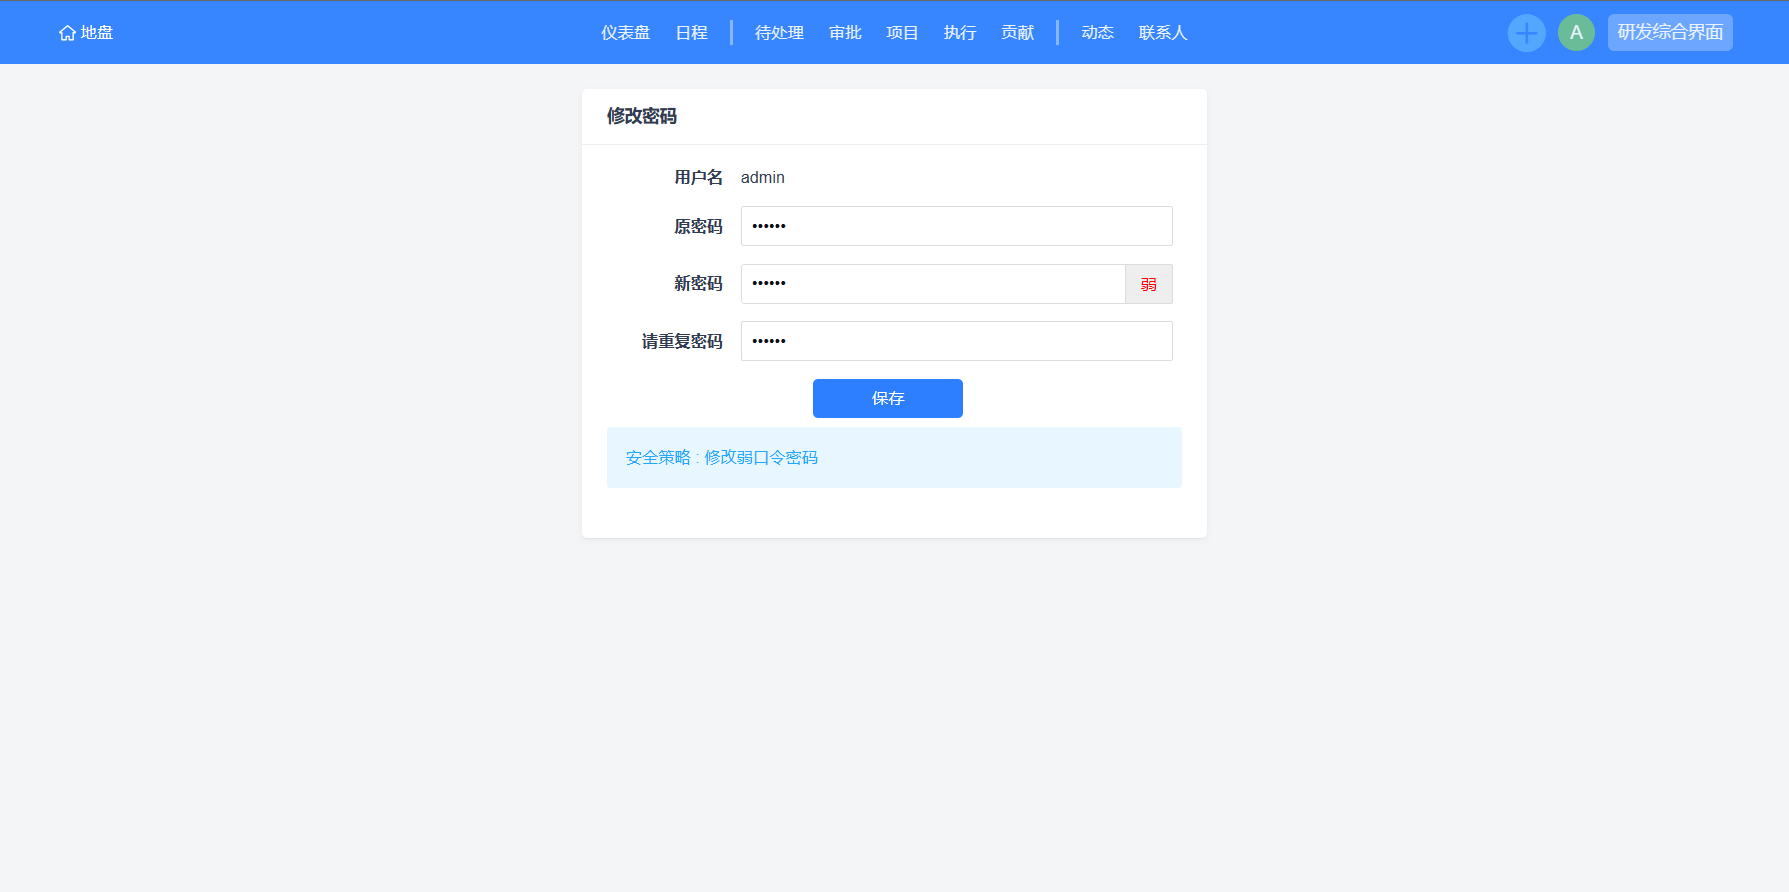 地盘
仪表盘 日程 待处理 审批 项目 执行 贡献 动态 联系人
A 研发综合界面
修改密码
用户名 admin
原密码 ••••••
新密码 •••••• 弱
请重复密码 ••••••
保存
安全策略 : 修改弱口令密码